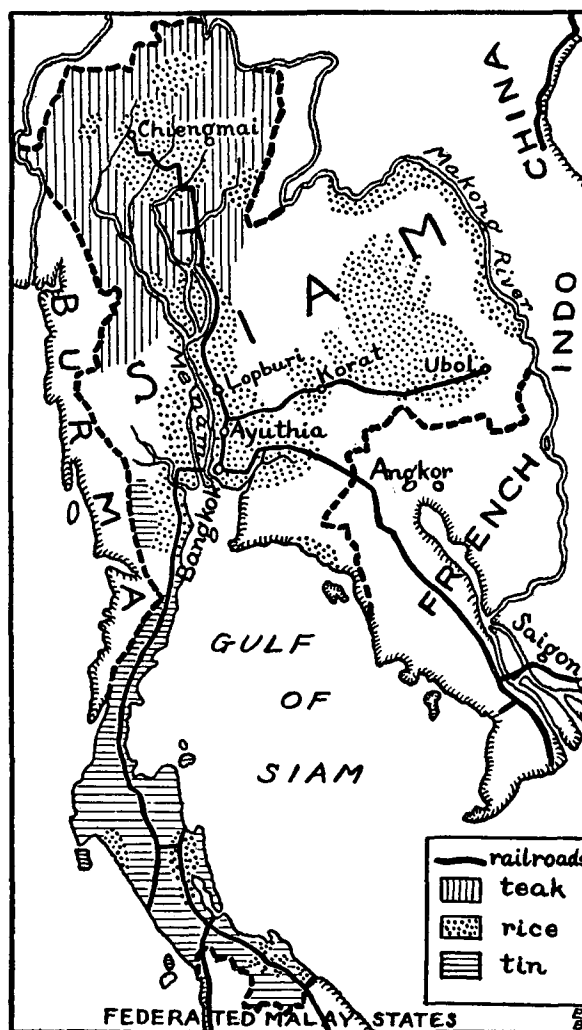 CHINA
Chiengmai
Makong River
SIAM
INDO
BURMA
Menam
Lopburi
Korat
Ubol
Ayuthia
Bangkok
Angkor
FRENCH
Saigon
GULF
OF
SIAM
railroads
teak
rice
tin
FEDERATED MALAY STATES